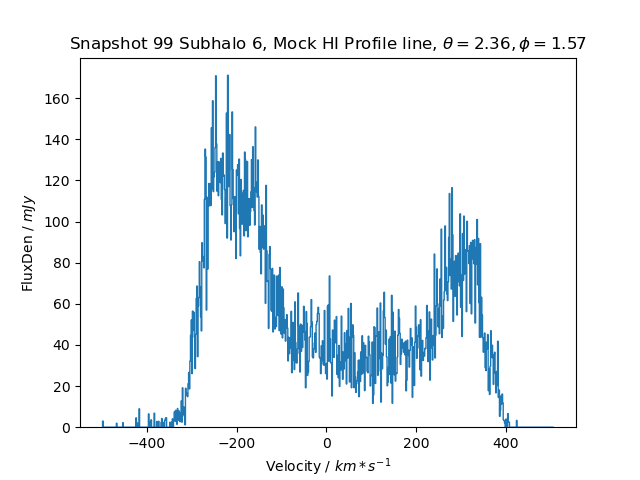 Snapshot 99 Subhalo 6, Mock HI Profile line, θ = 2.36, ϕ = 1.57
FluxDen / mJy
160
140
120
100
80
60
40
20
0
−400 −200 0 200 400
Velocity / km * s⁻¹